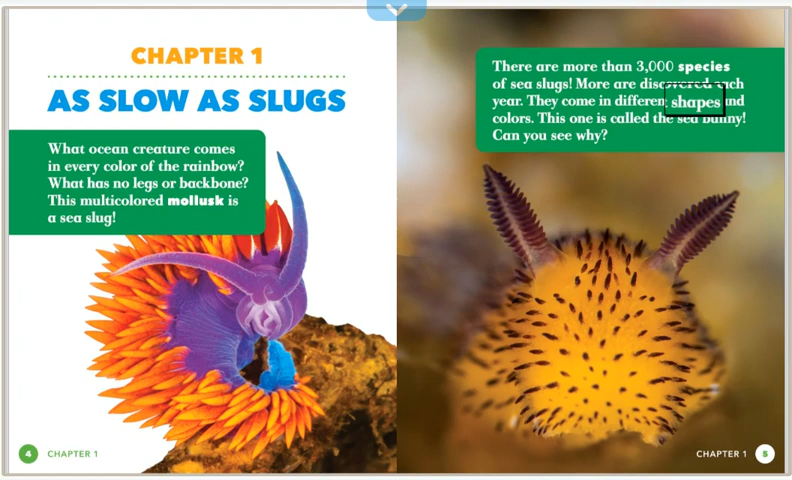 CHAPTER 1
AS SLOW AS SLUGS
What ocean creature comes
in every color of the rainbow?
What has no legs or backbone?
This multicolored mollusk is
a sea slug!
4 CHAPTER 1
There are more than 3,000 species
of sea slugs! More are discovered each
year. They come in different shapes and
colors. This one is called the sea bunny!
Can you see why?
CHAPTER 1 5